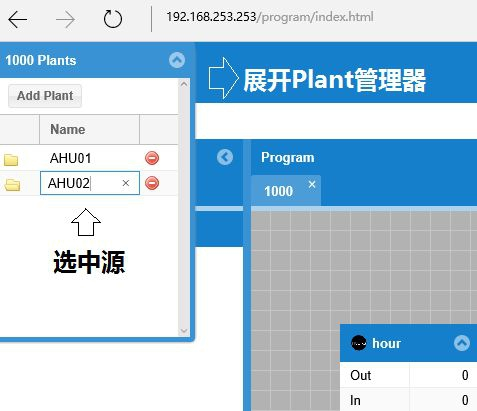 192.168.253.253/program/index.html
1000 Plants
展开Plant管理器
Add Plant
Name
AHU01
AHU02
选中源
Program
1000
hour
Out 0
In 0